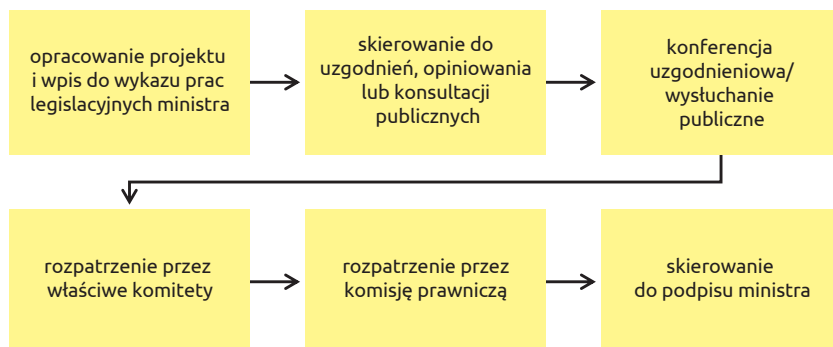 opracowanie projektu
i wpis do wykazu prac
legislacyjnych ministra
skierowanie do
uzgodnień, opiniowania
lub konsultacji
publicznych
konferencja
uzgodnieniowa/
wysłuchanie
publiczne
rozpatrzenie przez
właściwe komitety
rozpatrzenie przez
komisję prawniczą
skierowanie
do podpisu ministra